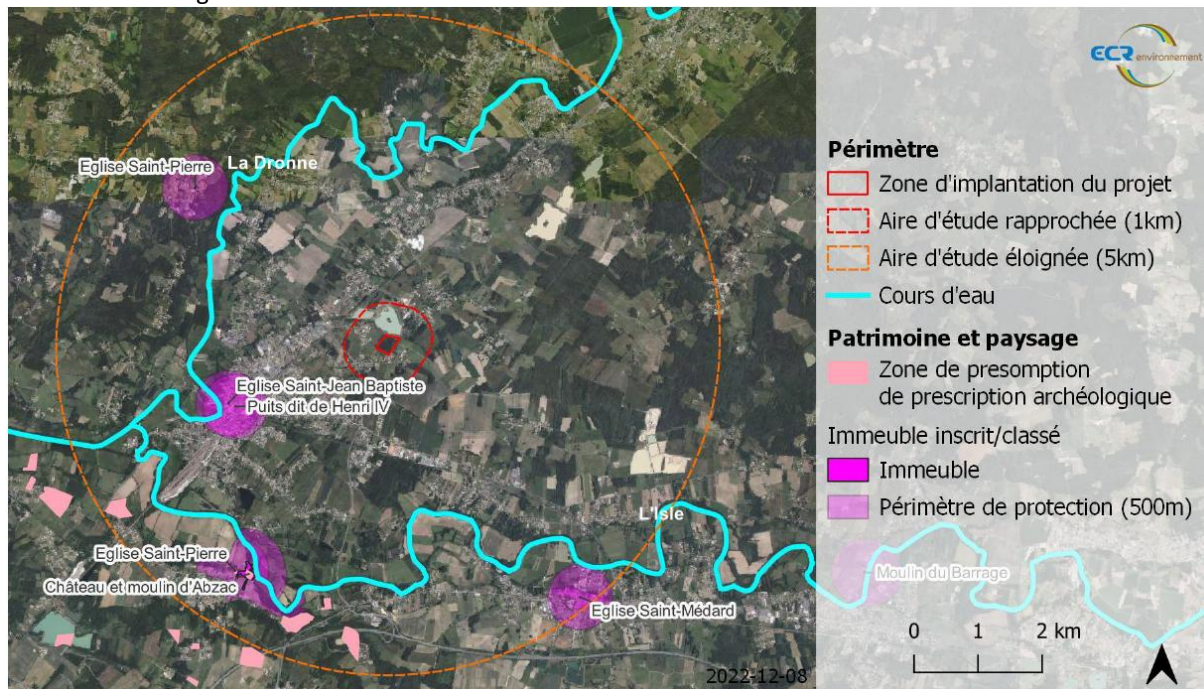 ECR environnement
Eglise Saint-Pierre
La Dronne
Eglise Saint-Jean Baptiste
Puits dit de Henri IV
Eglise Saint-Pierre
Château et moulin d'Abzac
L'Isle
Eglise Saint-Médard
Moulin du Barrage
2022-12-08
Périmètre
Zone d'implantation du projet
Aire d'étude rapprochée (1km)
Aire d'étude éloignée (5km)
Cours d'eau
Patrimoine et paysage
Zone de presomption
de prescription archéologique
Immeuble inscrit/classé
Immeuble
Périmètre de protection (500m)
0 1 2 km